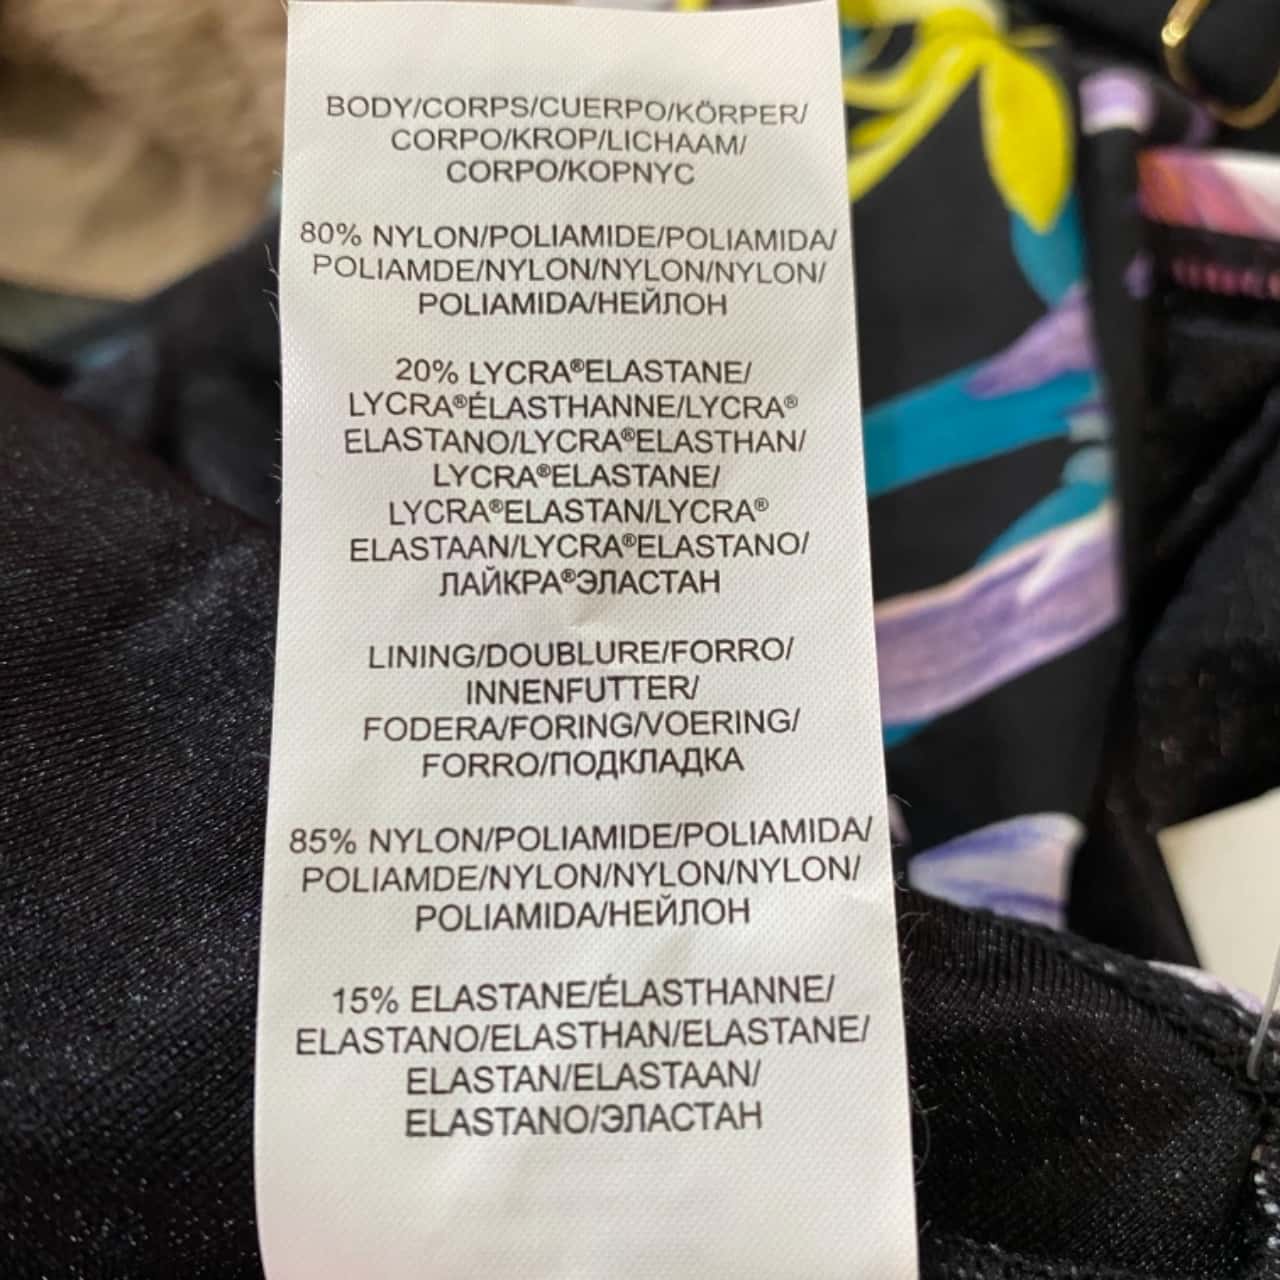 BODY/CORPS/CUERPO/KÖRPER/
CORPO/KROP/LICHAAM/
CORPO/КОРПУС
80% NYLON/POLIAMIDE/POLIAMIDA/
POLIAMDE/NYLON/NYLON/NYLON/
POLIAMIDA/НЕЙЛОН
20% LYCRA®ELASTANE/
LYCRA®ÉLASTHANNE/LYCRA®
ELASTANO/LYCRA®ELASTHAN/
LYCRA®ELASTANE/
LYCRA®ELASTAN/LYCRA®
ELASTAAN/LYCRA®ELASTANO/
ЛАЙКРА®ЭЛАСТАН
LINING/DOUBLURE/FORRO/
INNENFUTTER/
FODERA/FORING/VOERING/
FORRO/ПОДКЛАДКА
85% NYLON/POLIAMIDE/POLIAMIDA/
POLIAMDE/NYLON/NYLON/NYLON/
POLIAMIDA/НЕЙЛОН
15% ELASTANE/ÉLASTHANNE/
ELASTANO/ELASTHAN/ELASTANE/
ELASTAN/ELASTAAN/
ELASTANO/ЭЛАСТАН